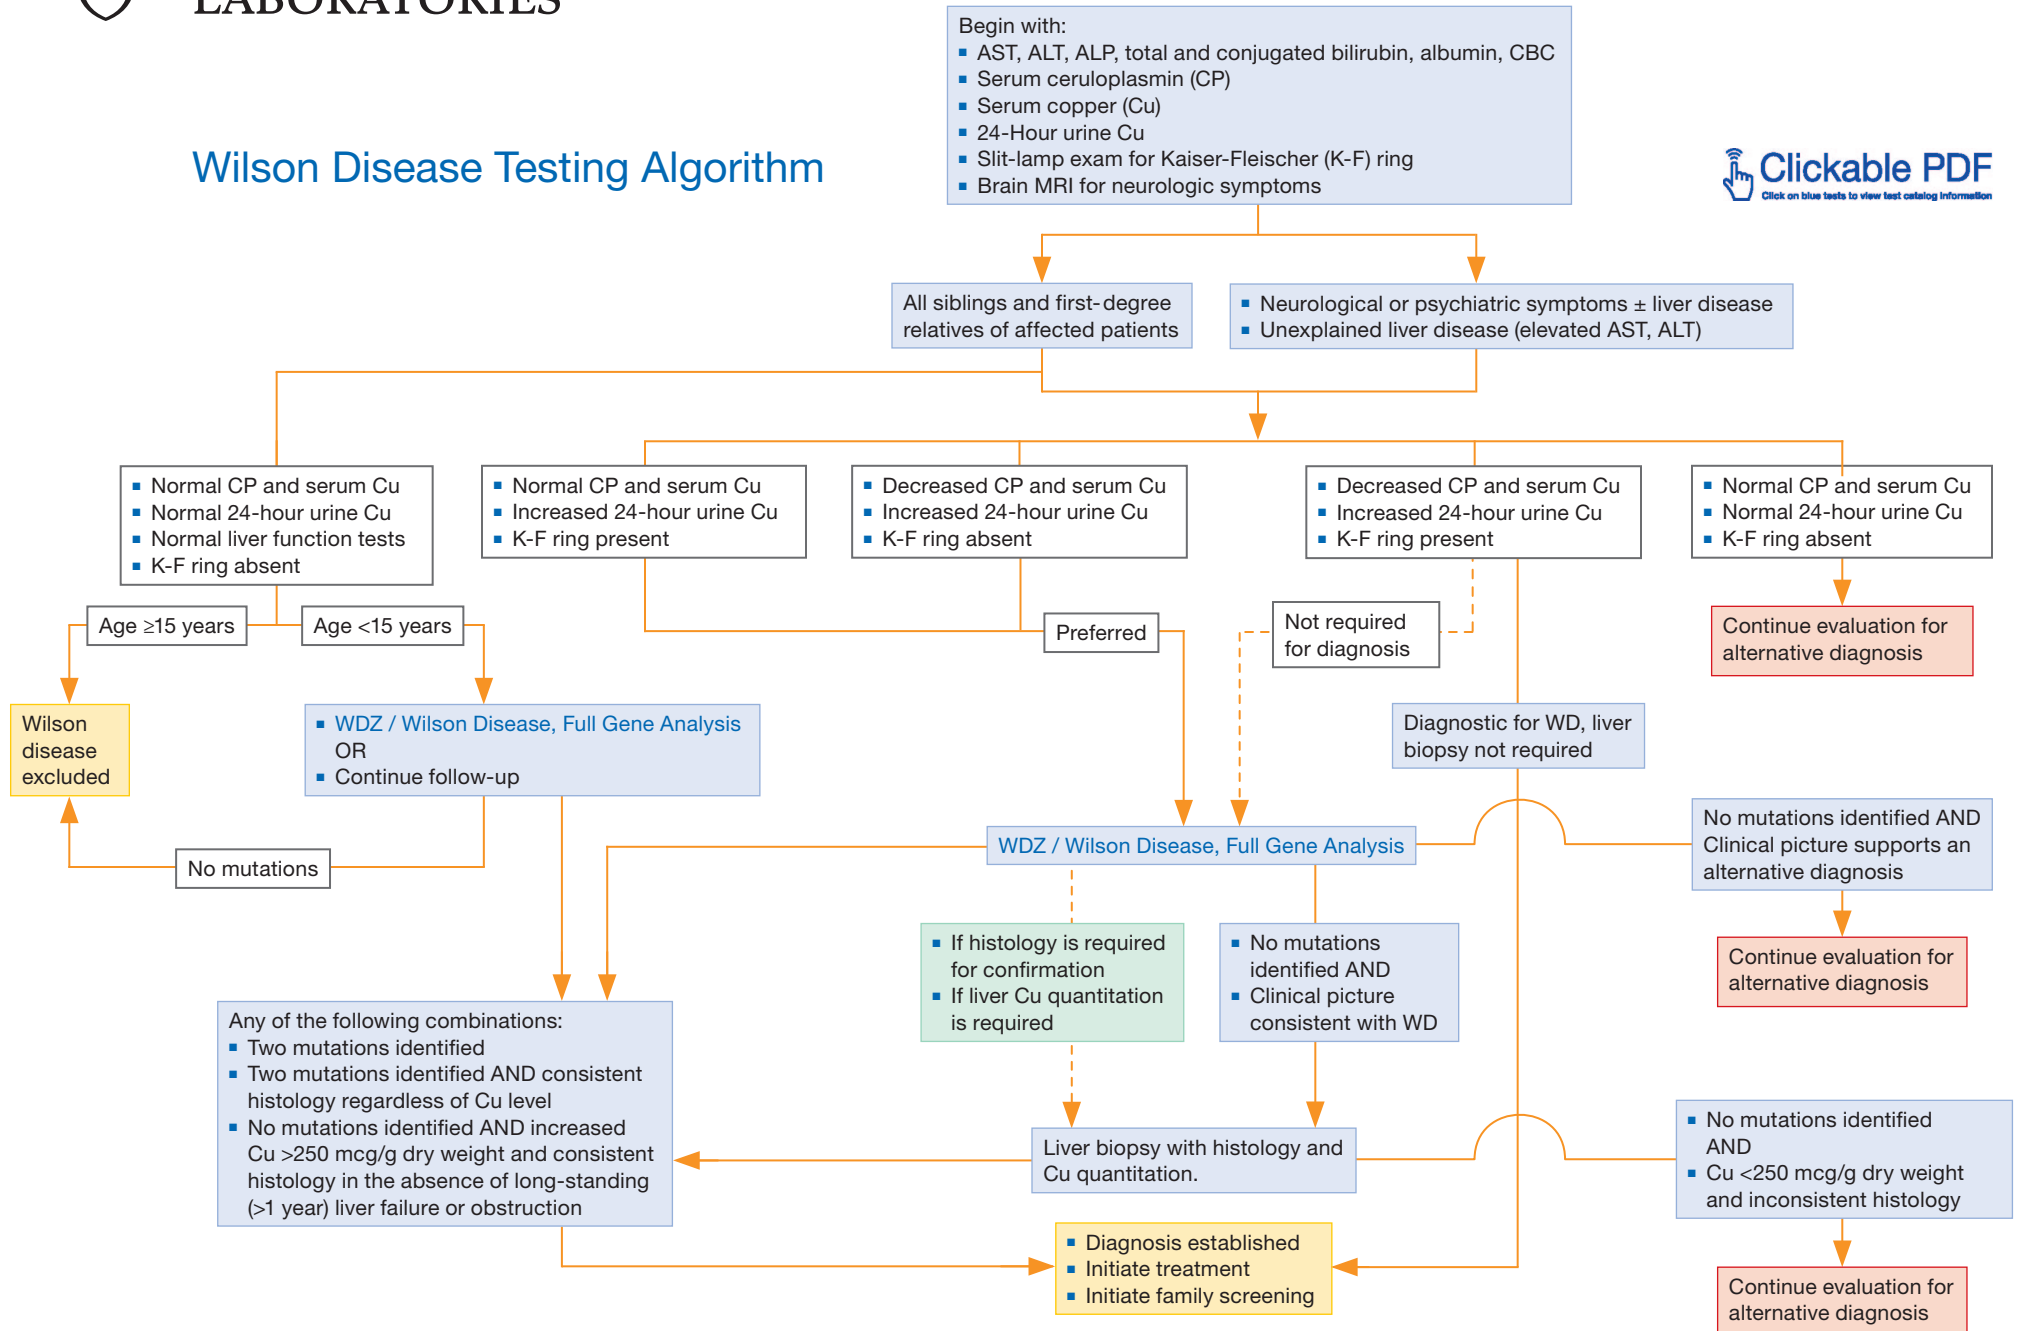 LABORATORIES
Wilson Disease Testing Algorithm
Clickable PDF
Click on blue tests to view test catalog information
Begin with:
▪ AST, ALT, ALP, total and conjugated bilirubin, albumin, CBC
▪ Serum ceruloplasmin (CP)
▪ Serum copper (Cu)
▪ 24-Hour urine Cu
▪ Slit-lamp exam for Kaiser-Fleischer (K-F) ring
▪ Brain MRI for neurologic symptoms
All siblings and first-degree
relatives of affected patients
▪ Neurological or psychiatric symptoms ± liver disease
▪ Unexplained liver disease (elevated AST, ALT)
▪ Normal CP and serum Cu
▪ Normal 24-hour urine Cu
▪ Normal liver function tests
▪ K-F ring absent
▪ Normal CP and serum Cu
▪ Increased 24-hour urine Cu
▪ K-F ring present
▪ Decreased CP and serum Cu
▪ Increased 24-hour urine Cu
▪ K-F ring absent
▪ Decreased CP and serum Cu
▪ Increased 24-hour urine Cu
▪ K-F ring present
▪ Normal CP and serum Cu
▪ Normal 24-hour urine Cu
▪ K-F ring absent
Age ≥15 years
Age <15 years
Preferred
Not required
for diagnosis
Continue evaluation for
alternative diagnosis
Wilson
disease
excluded
▪ WDZ / Wilson Disease, Full Gene Analysis
OR
▪ Continue follow-up
Diagnostic for WD, liver
biopsy not required
No mutations
WDZ / Wilson Disease, Full Gene Analysis
No mutations identified AND
Clinical picture supports an
alternative diagnosis
▪ If histology is required
for confirmation
▪ If liver Cu quantitation
is required
▪ No mutations
identified AND
▪ Clinical picture
consistent with WD
Continue evaluation for
alternative diagnosis
Any of the following combinations:
▪ Two mutations identified
▪ Two mutations identified AND consistent
histology regardless of Cu level
▪ No mutations identified AND increased
Cu >250 mcg/g dry weight and consistent
histology in the absence of long-standing
(>1 year) liver failure or obstruction
Liver biopsy with histology and
Cu quantitation.
▪ No mutations identified
AND
▪ Cu <250 mcg/g dry weight
and inconsistent histology
▪ Diagnosis established
▪ Initiate treatment
▪ Initiate family screening
Continue evaluation for
alternative diagnosis